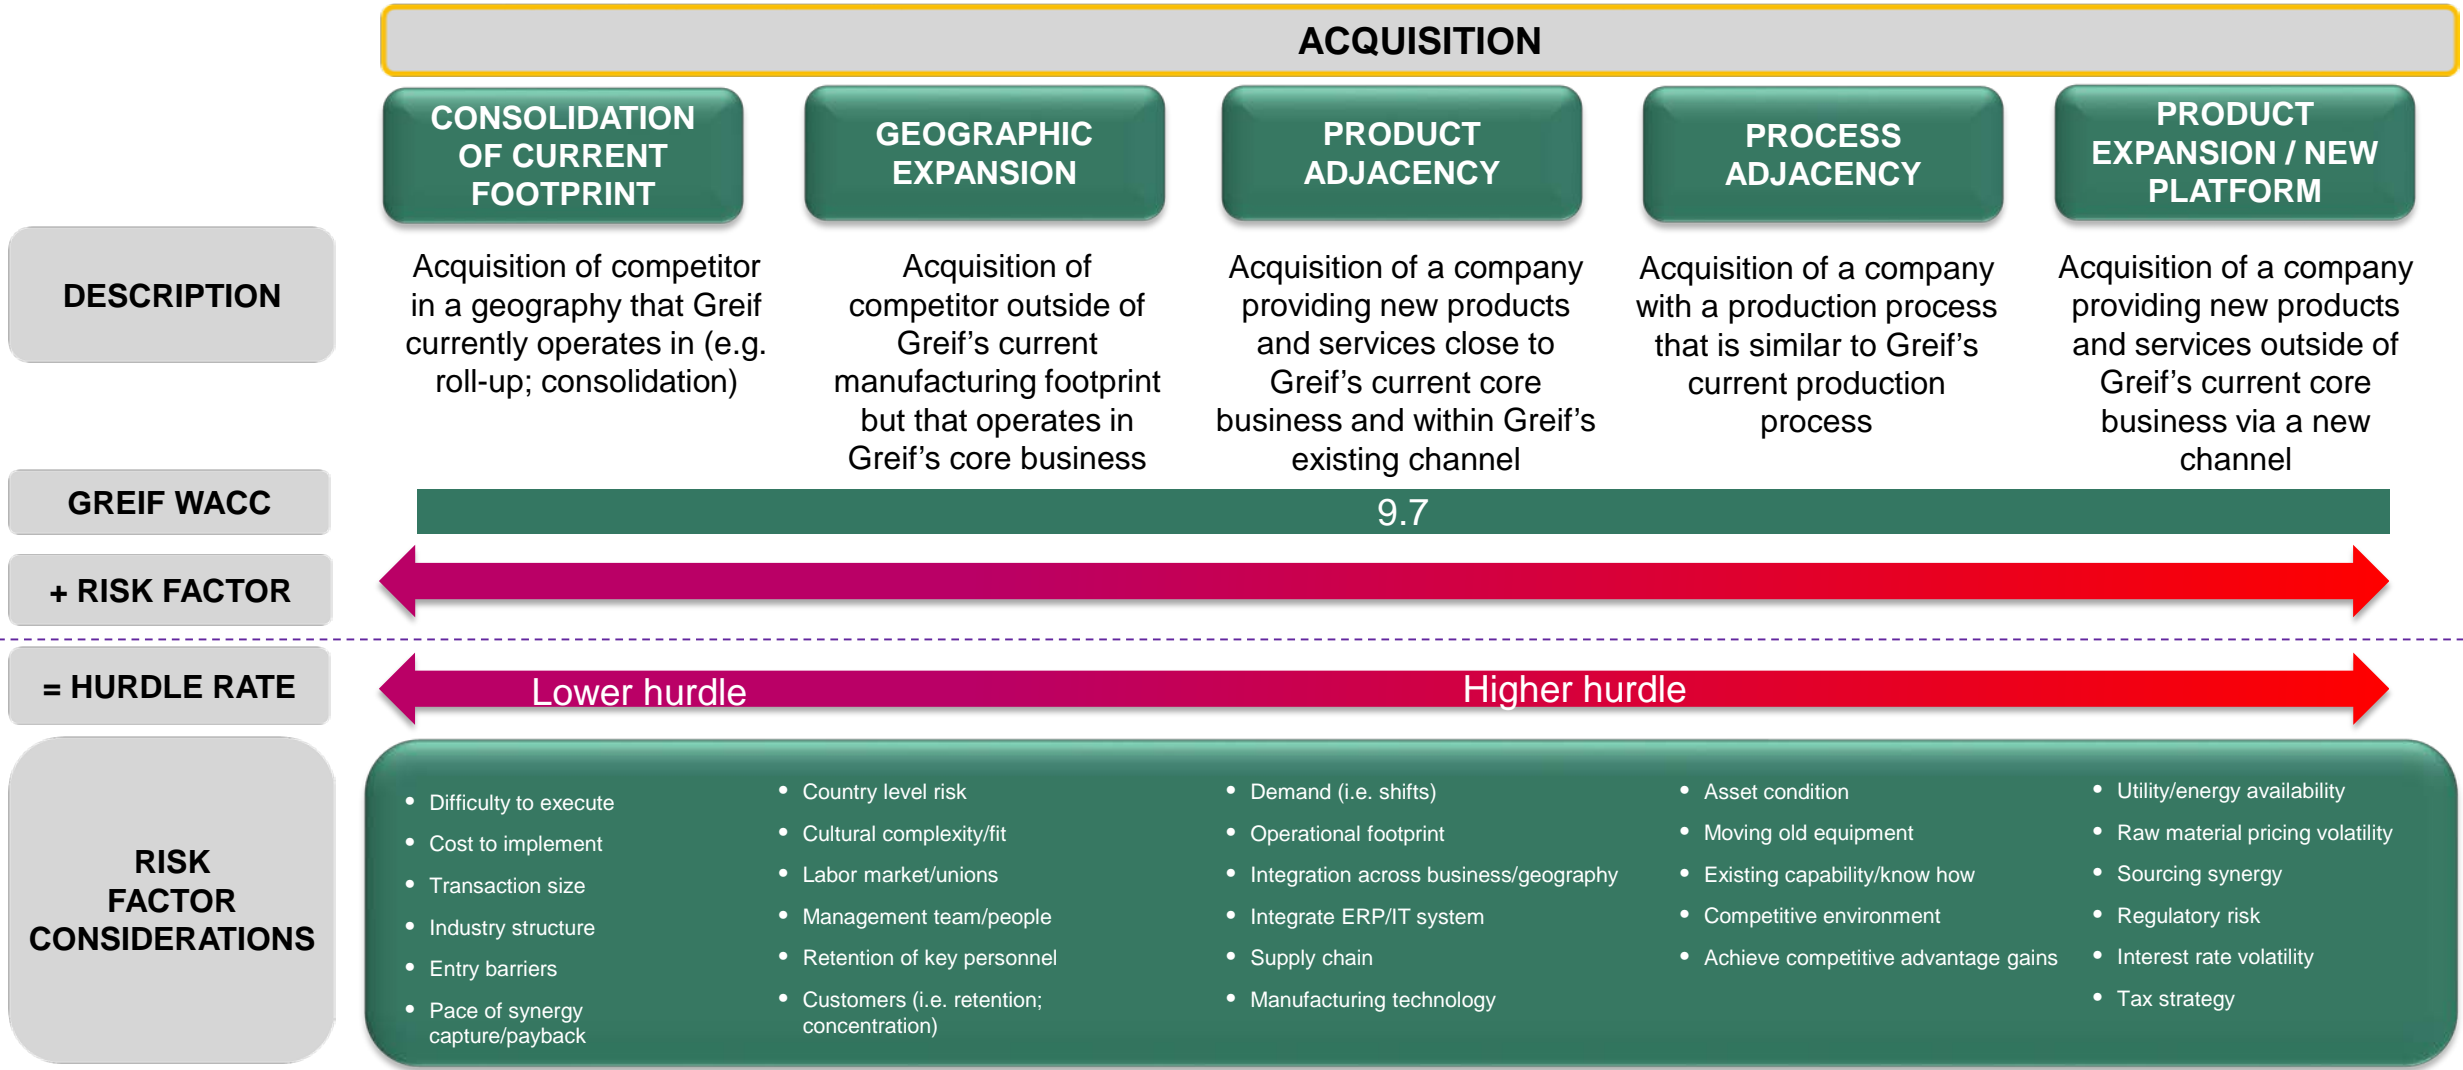 ACQUISITION
CONSOLIDATION
OF CURRENT
FOOTPRINT
GEOGRAPHIC
EXPANSION
PRODUCT
ADJACENCY
PROCESS
ADJACENCY
PRODUCT
EXPANSION / NEW
PLATFORM
DESCRIPTION
Acquisition of competitor
in a geography that Greif
currently operates in (e.g.
roll-up; consolidation)
Acquisition of
competitor outside of
Greif’s current
manufacturing footprint
but that operates in
Greif’s core business
Acquisition of a company
providing new products
and services close to
Greif’s current core
business and within Greif’s
existing channel
Acquisition of a company
with a production process
that is similar to Greif’s
current production
process
Acquisition of a company
providing new products
and services outside of
Greif’s current core
business via a new
channel
GREIF WACC
9.7
+ RISK FACTOR
= HURDLE RATE
Lower hurdle
Higher hurdle
RISK
FACTOR
CONSIDERATIONS
• Difficulty to execute
• Cost to implement
• Transaction size
• Industry structure
• Entry barriers
• Pace of synergy
capture/payback
• Country level risk
• Cultural complexity/fit
• Labor market/unions
• Management team/people
• Retention of key personnel
• Customers (i.e. retention;
concentration)
• Demand (i.e. shifts)
• Operational footprint
• Integration across business/geography
• Integrate ERP/IT system
• Supply chain
• Manufacturing technology
• Asset condition
• Moving old equipment
• Existing capability/know how
• Competitive environment
• Achieve competitive advantage gains
• Utility/energy availability
• Raw material pricing volatility
• Sourcing synergy
• Regulatory risk
• Interest rate volatility
• Tax strategy